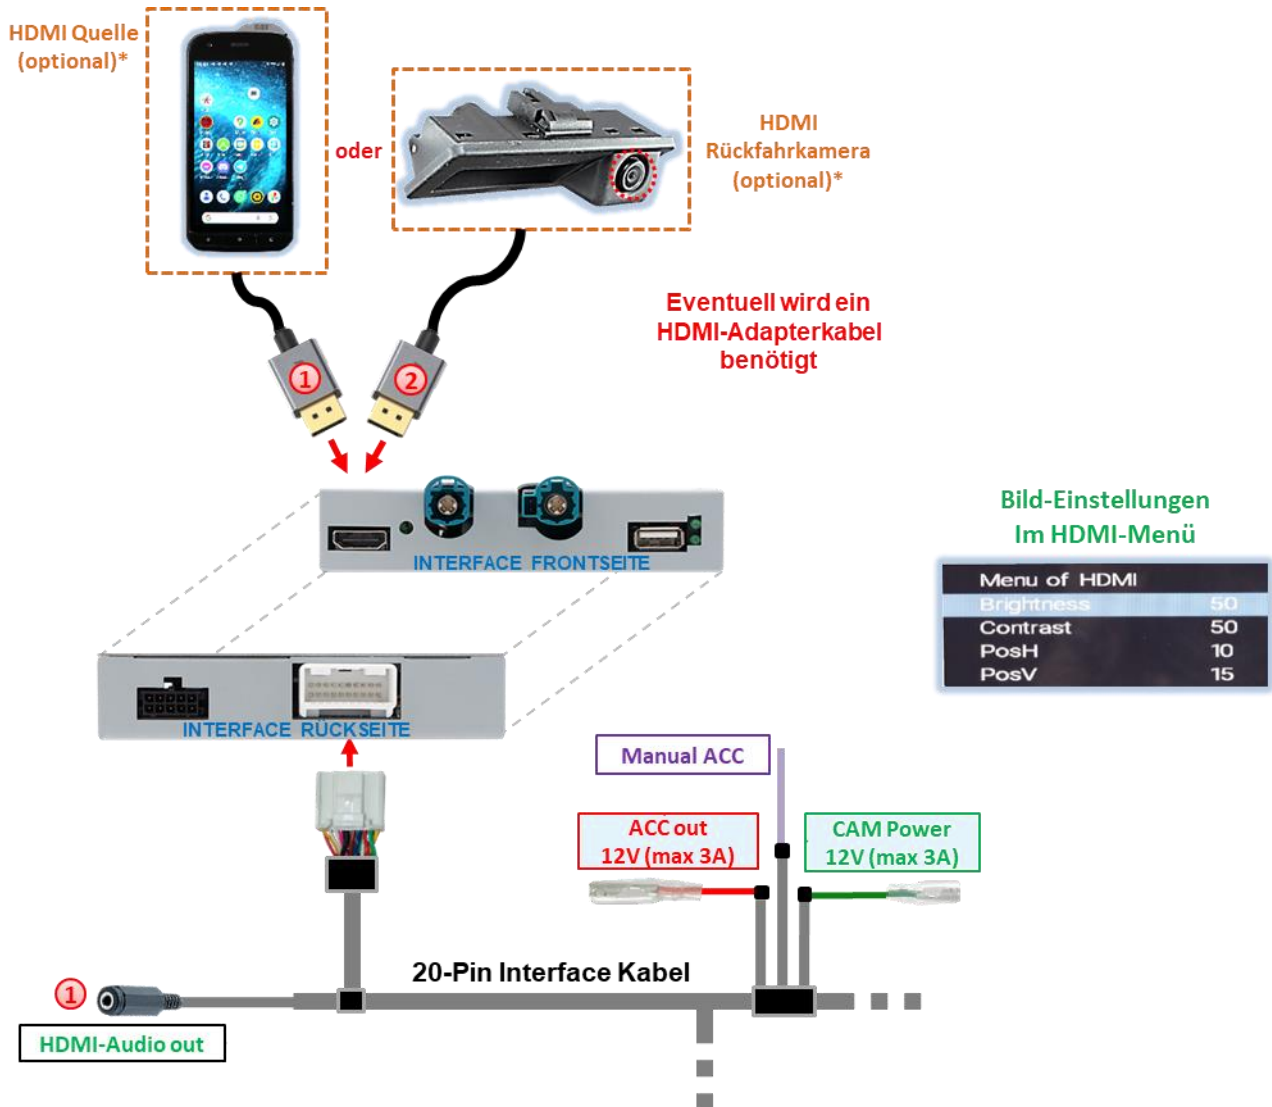 HDMI Quelle
(optional)*
oder
HDMI
Rückfahrkamera
(optional)*
Eventuell wird ein
HDMI-Adapterkabel
benötigt
1
2
INTERFACE FRONTSEITE
Bild-Einstellungen
Im HDMI-Menü
Menu of HDMI
Brightness 50
Contrast 50
PosH 10
PosV 15
INTERFACE RÜCKSEITE
Manual ACC
ACC out
12V (max 3A)
CAM Power
12V (max 3A)
20-Pin Interface Kabel
1
HDMI-Audio out